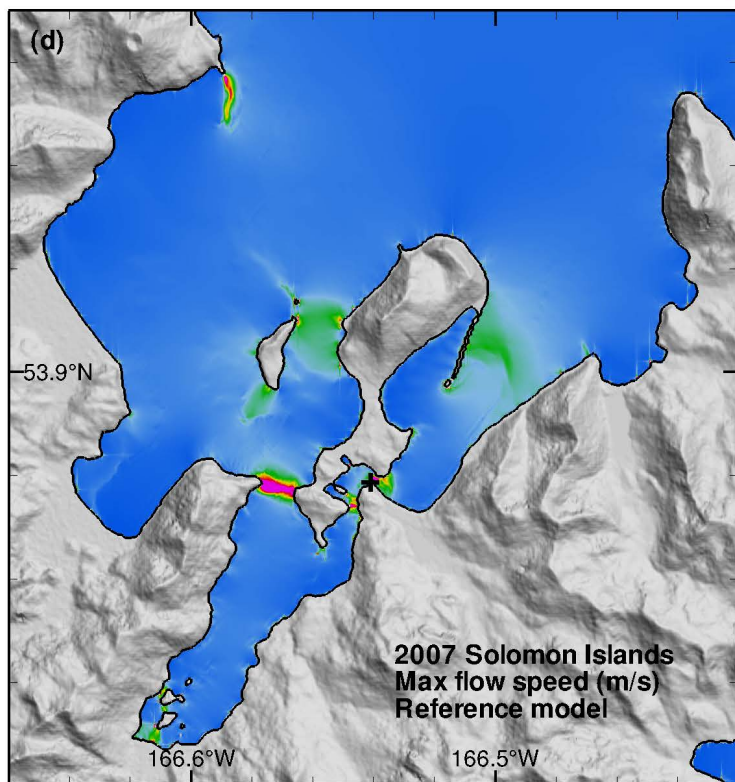 (d)
53.9°N
2007 Solomon Islands
Max flow speed (m/s)
Reference model
166.6°W
166.5°W